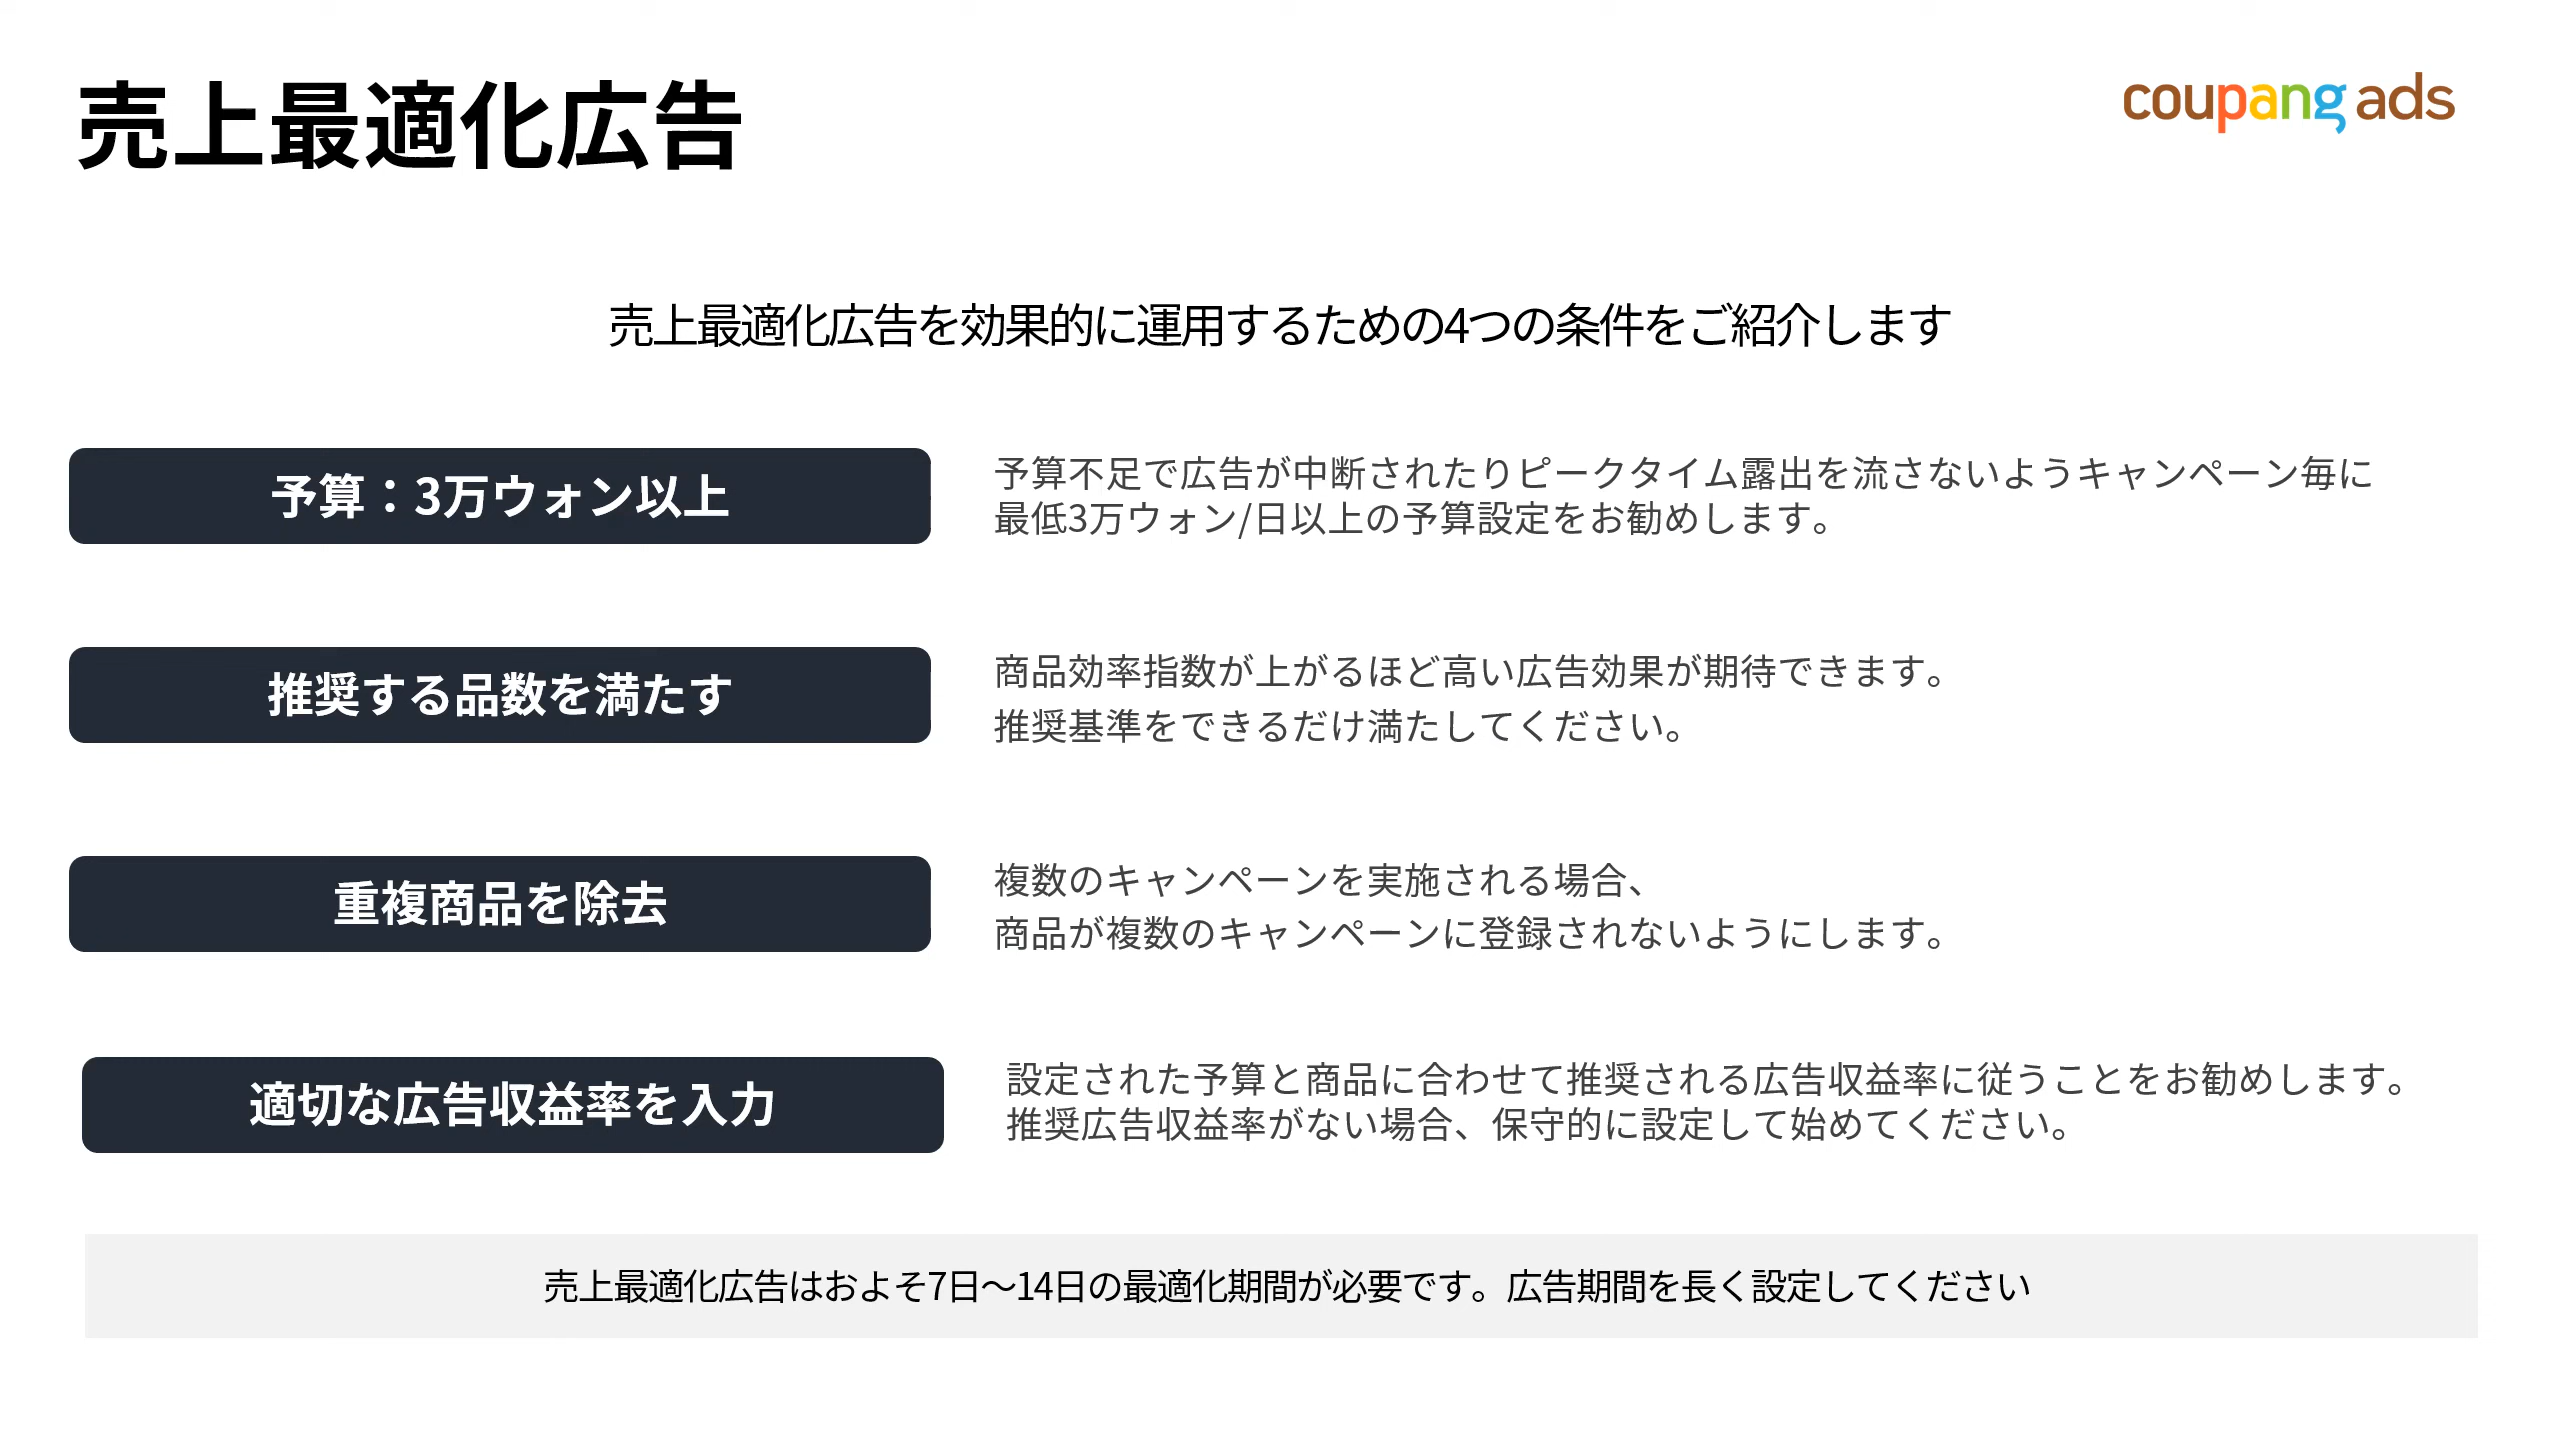 売上最適化広告
coupang ads
売上最適化広告を効果的に運用するための4つの条件をご紹介します
予算：3万ウォン以上
予算不足で広告が中断されたりピークタイム露出を流さないようキャンペーン毎に
最低3万ウォン/日以上の予算設定をお勧めします。
推奨する品数を満たす
商品効率指数が上がるほど高い広告効果が期待できます。
推奨基準をできるだけ満たしてください。
重複商品を除去
複数のキャンペーンを実施される場合、
商品が複数のキャンペーンに登録されないようにします。
適切な広告収益率を入力
設定された予算と商品に合わせて推奨される広告収益率に従うことをお勧めします。
推奨広告収益率がない場合、保守的に設定して始めてください。
売上最適化広告はおよそ7日～14日の最適化期間が必要です。広告期間を長く設定してください